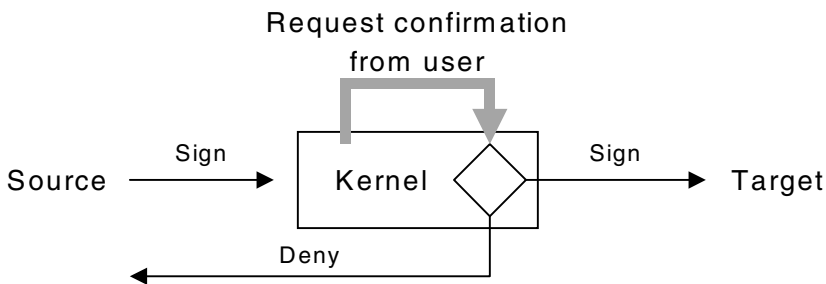 Request confirmation
from user
Sign
Sign
Source
Kernel
Target
Deny